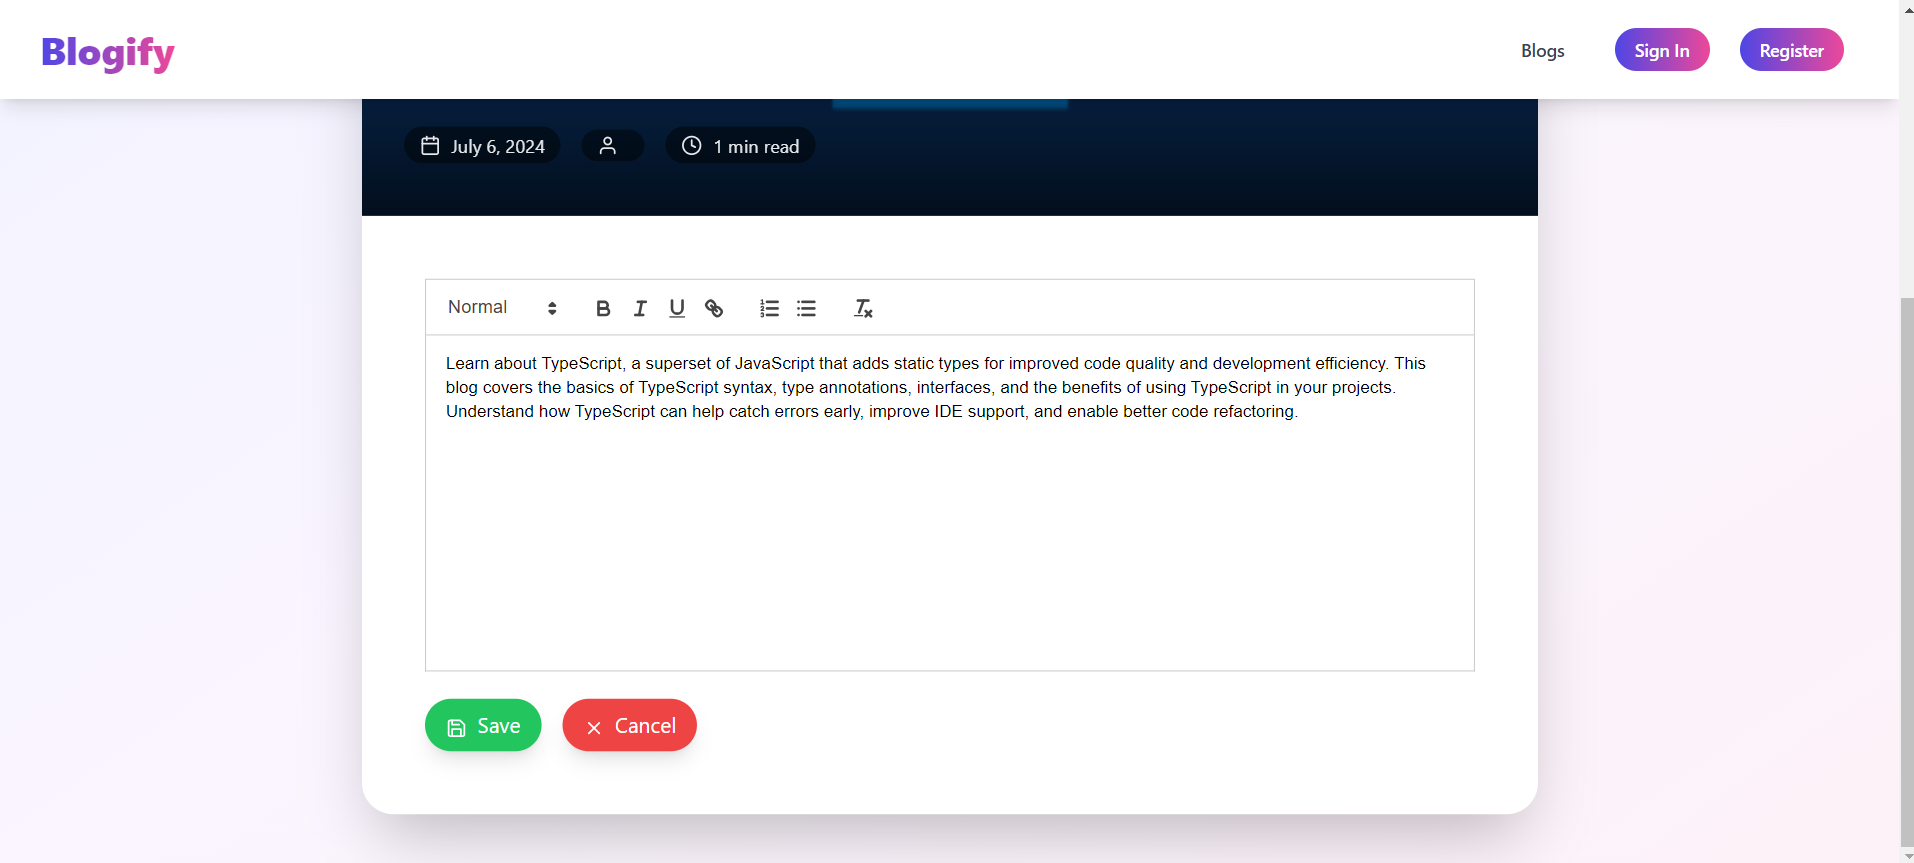 Blogify
Blogs
Sign In
Register
July 6, 2024
1 min read
Normal
Learn about TypeScript, a superset of JavaScript that adds static types for improved code quality and development efficiency. This
blog covers the basics of TypeScript syntax, type annotations, interfaces, and the benefits of using TypeScript in your projects.
Understand how TypeScript can help catch errors early, improve IDE support, and enable better code refactoring.
Save
Cancel